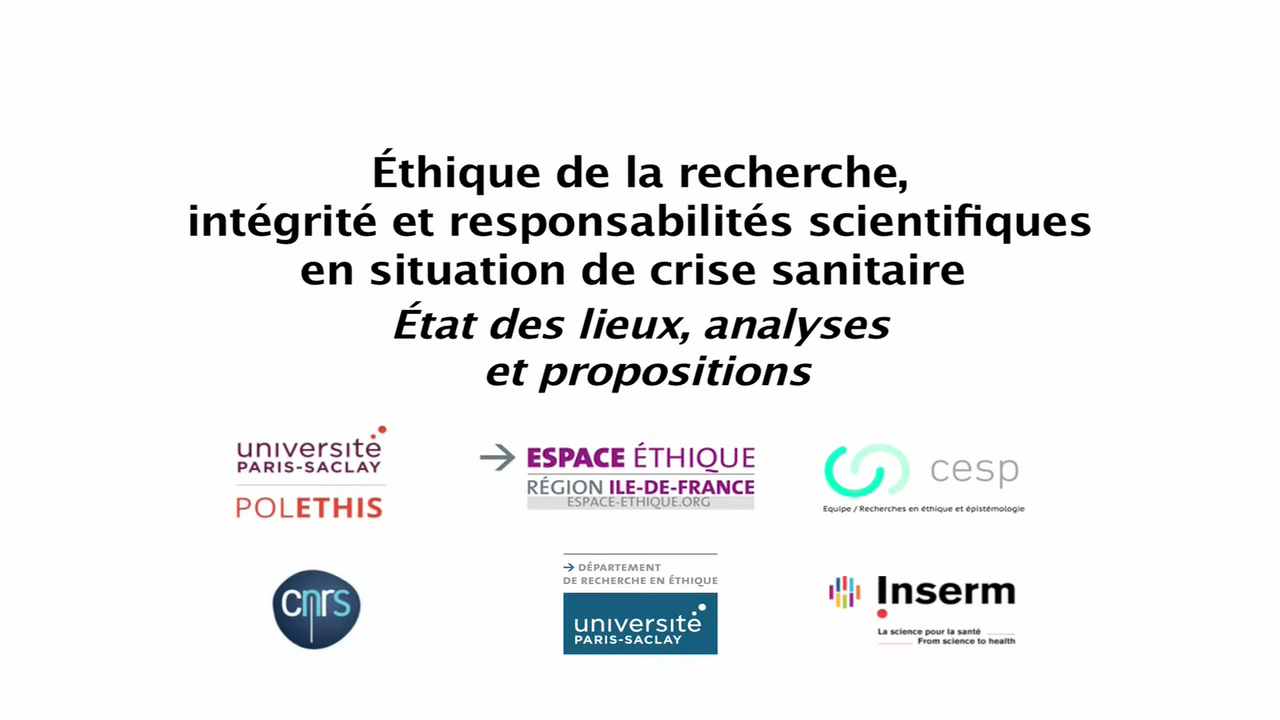 Éthique de la recherche,
intégrité et responsabilités scientifiques
en situation de crise sanitaire
État des lieux, analyses
et propositions
université
PARIS-SACLAY
POLETHIS
→ ESPACE ÉTHIQUE
RÉGION ILE-DE-FRANCE
ESPACE-ETHIQUE.ORG
cesp
Equipe / Recherches en éthique et épistémologie
cnrs
→ DÉPARTEMENT
DE RECHERCHE EN ÉTHIQUE
université
PARIS-SACLAY
Inserm
La science pour la santé
From science to health